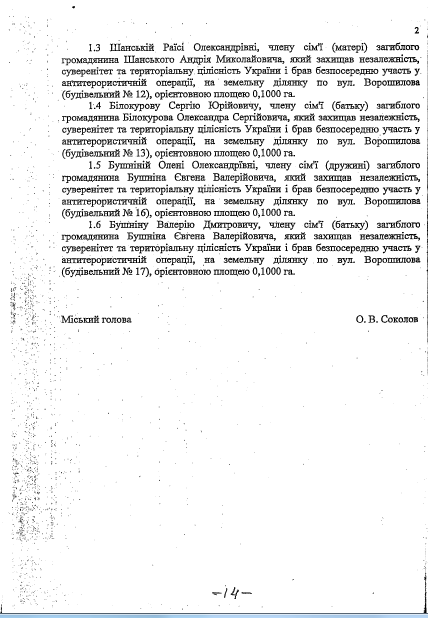 2
1.3 Шанській Раїсі Олександрівні, члену сім'ї (матері) загиблого
громадянина Шанського Андрія Миколайовича, який захищав незалежність,
суверенітет та територіальну цілісність України і брав безпосередню участь у
антитерористичній операції, на земельну ділянку по вул. Ворошилова
(будівельний № 12), орієнтовною площею 0,1000 га.
1.4 Білокурову Сергію Юрійовичу, члену сім'ї (батьку) загиблого
громадянина Білокурова Олександра Сергійовича, який захищав незалежність,
суверенітет та територіальну цілісність України і брав безпосередню участь у
антитерористичній операції, на земельну ділянку по вул. Ворошилова
(будівельний № 13), орієнтовною площею 0,1000 га.
1.5 Бушніній Олені Олександрівні, члену сім'ї (дружині) загиблого
громадянина Бушніна Євгена Валерійовича, який захищав незалежність,
суверенітет та територіальну цілісність України і брав безпосередню участь у
антитерористичній операції, на земельну ділянку по вул. Ворошилова
(будівельний № 16), орієнтовною площею 0,1000 га.
1.6 Бушніну Валерію Дмитровичу, члену сім'ї (батьку) загиблого
громадянина Бушніна Євгена Валерійовича, який захищав незалежність,
суверенітет та територіальну цілісність України і брав безпосередню участь у
антитерористичній операції, на земельну ділянку по вул. Ворошилова
(будівельний № 17), орієнтовною площею 0,1000 га.
Міський голова О. В. Соколов
-14-